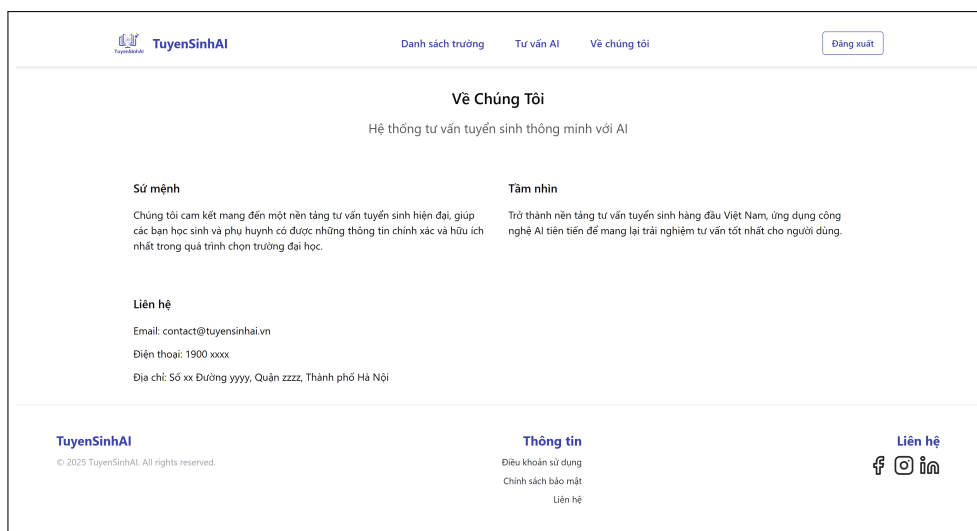 TuyenSinhAI
TuyenSinhAI
Danh sách trường
Tư vấn AI
Về chúng tôi
Đăng xuất
Về Chúng Tôi
Hệ thống tư vấn tuyển sinh thông minh với AI
Sứ mệnh
Chúng tôi cam kết mang đến một nền tảng tư vấn tuyển sinh hiện đại, giúp
các bạn học sinh và phụ huynh có được những thông tin chính xác và hữu ích
nhất trong quá trình chọn trường đại học.
Tầm nhìn
Trở thành nền tảng tư vấn tuyển sinh hàng đầu Việt Nam, ứng dụng công
nghệ AI tiên tiến để mang lại trải nghiệm tư vấn tốt nhất cho người dùng.
Liên hệ
Email: contact@tuyensinhai.vn
Điện thoại: 1900 xxxx
Địa chỉ: Số xx Đường yyyy, Quận zzzz, Thành phố Hà Nội
TuyenSinhAI
© 2025 TuyenSinhAI. All rights reserved.
Thông tin
Điều khoản sử dụng
Chính sách bảo mật
Liên hệ
Liên hệ